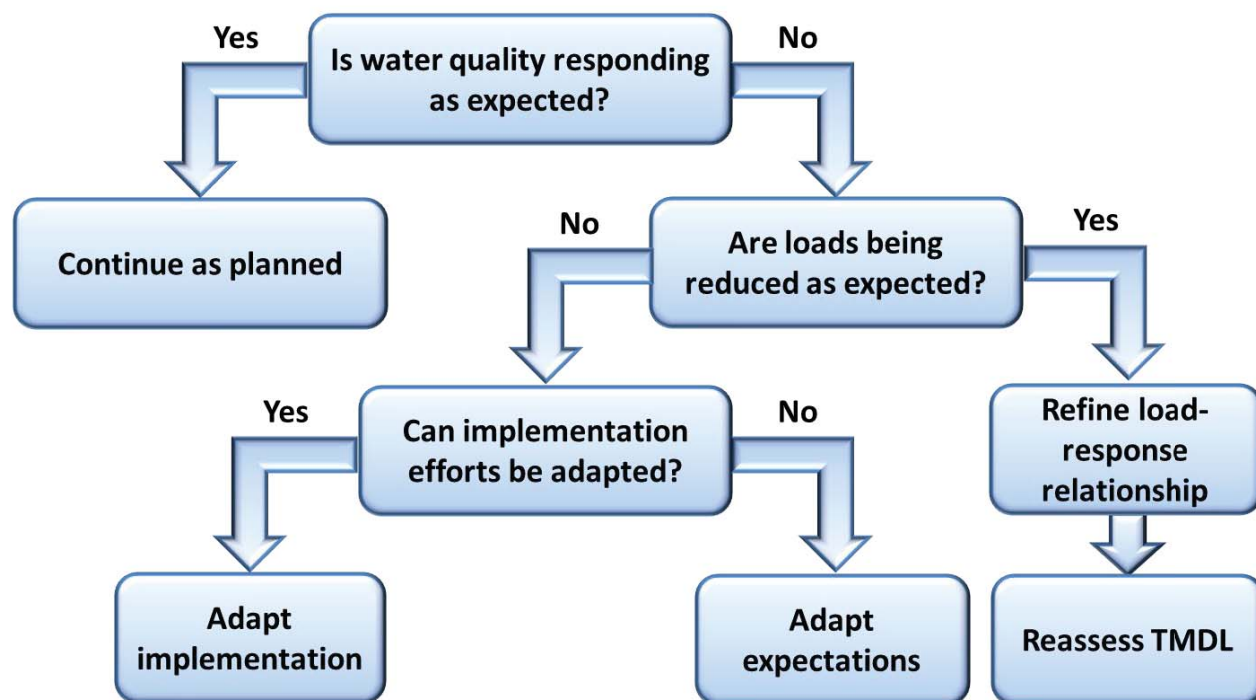 Yes
Is water quality responding
as expected?
No
Continue as planned
No
Are loads being
reduced as expected?
Yes
Yes
Can implementation
efforts be adapted?
No
Refine load-
response
relationship
Adapt
implementation
Adapt
expectations
Reassess TMDL